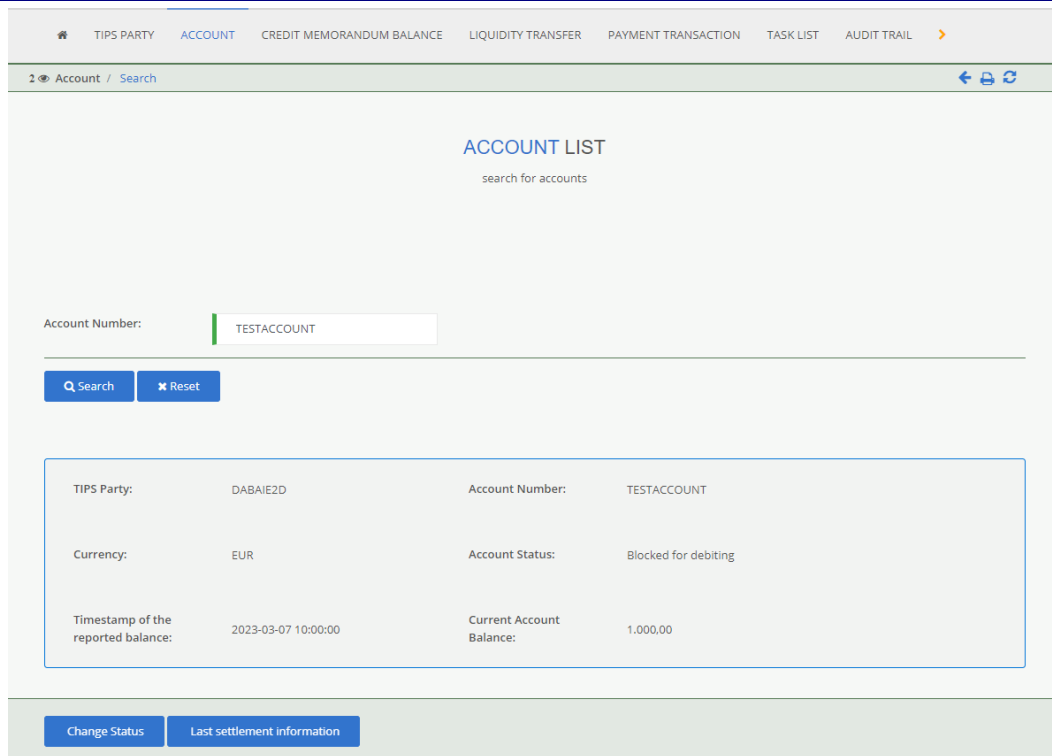 TIPS PARTY ACCOUNT CREDIT MEMORANDUM BALANCE LIQUIDITY TRANSFER PAYMENT TRANSACTION TASK LIST AUDIT TRAIL
2 Account / Search
ACCOUNT LIST
search for accounts
Account Number: TESTACCOUNT
Search Reset
TIPS Party: DABAIE2D Account Number: TESTACCOUNT
Currency: EUR Account Status: Blocked for debiting
Timestamp of the
reported balance: 2023-03-07 10:00:00 Current Account
Balance: 1.000,00
Change Status Last settlement information